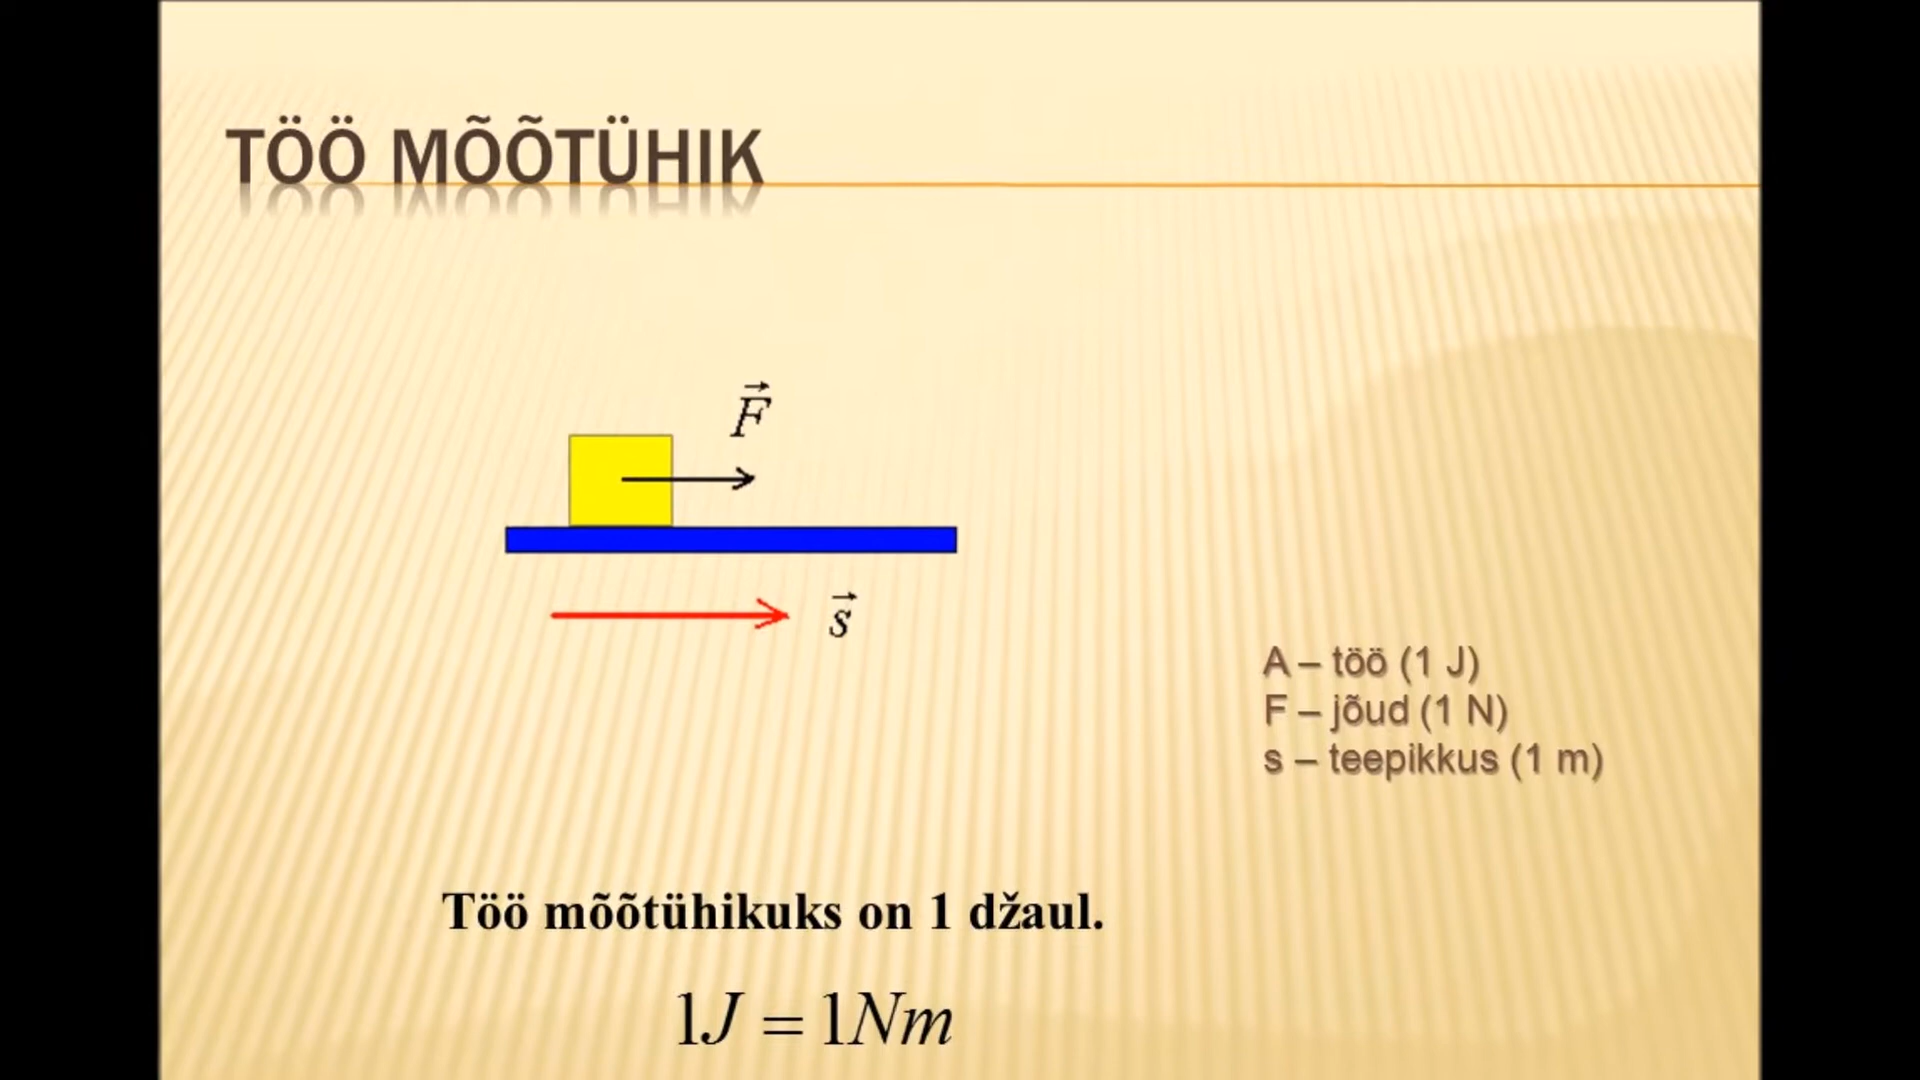 TÖÖ MÕÕTÜHIK
F⃗
s⃗
A – töö (1 J)
F – jõud (1 N)
s – teepikkus (1 m)
Töö mõõtühikuks on 1 džaul.
1J = 1Nm